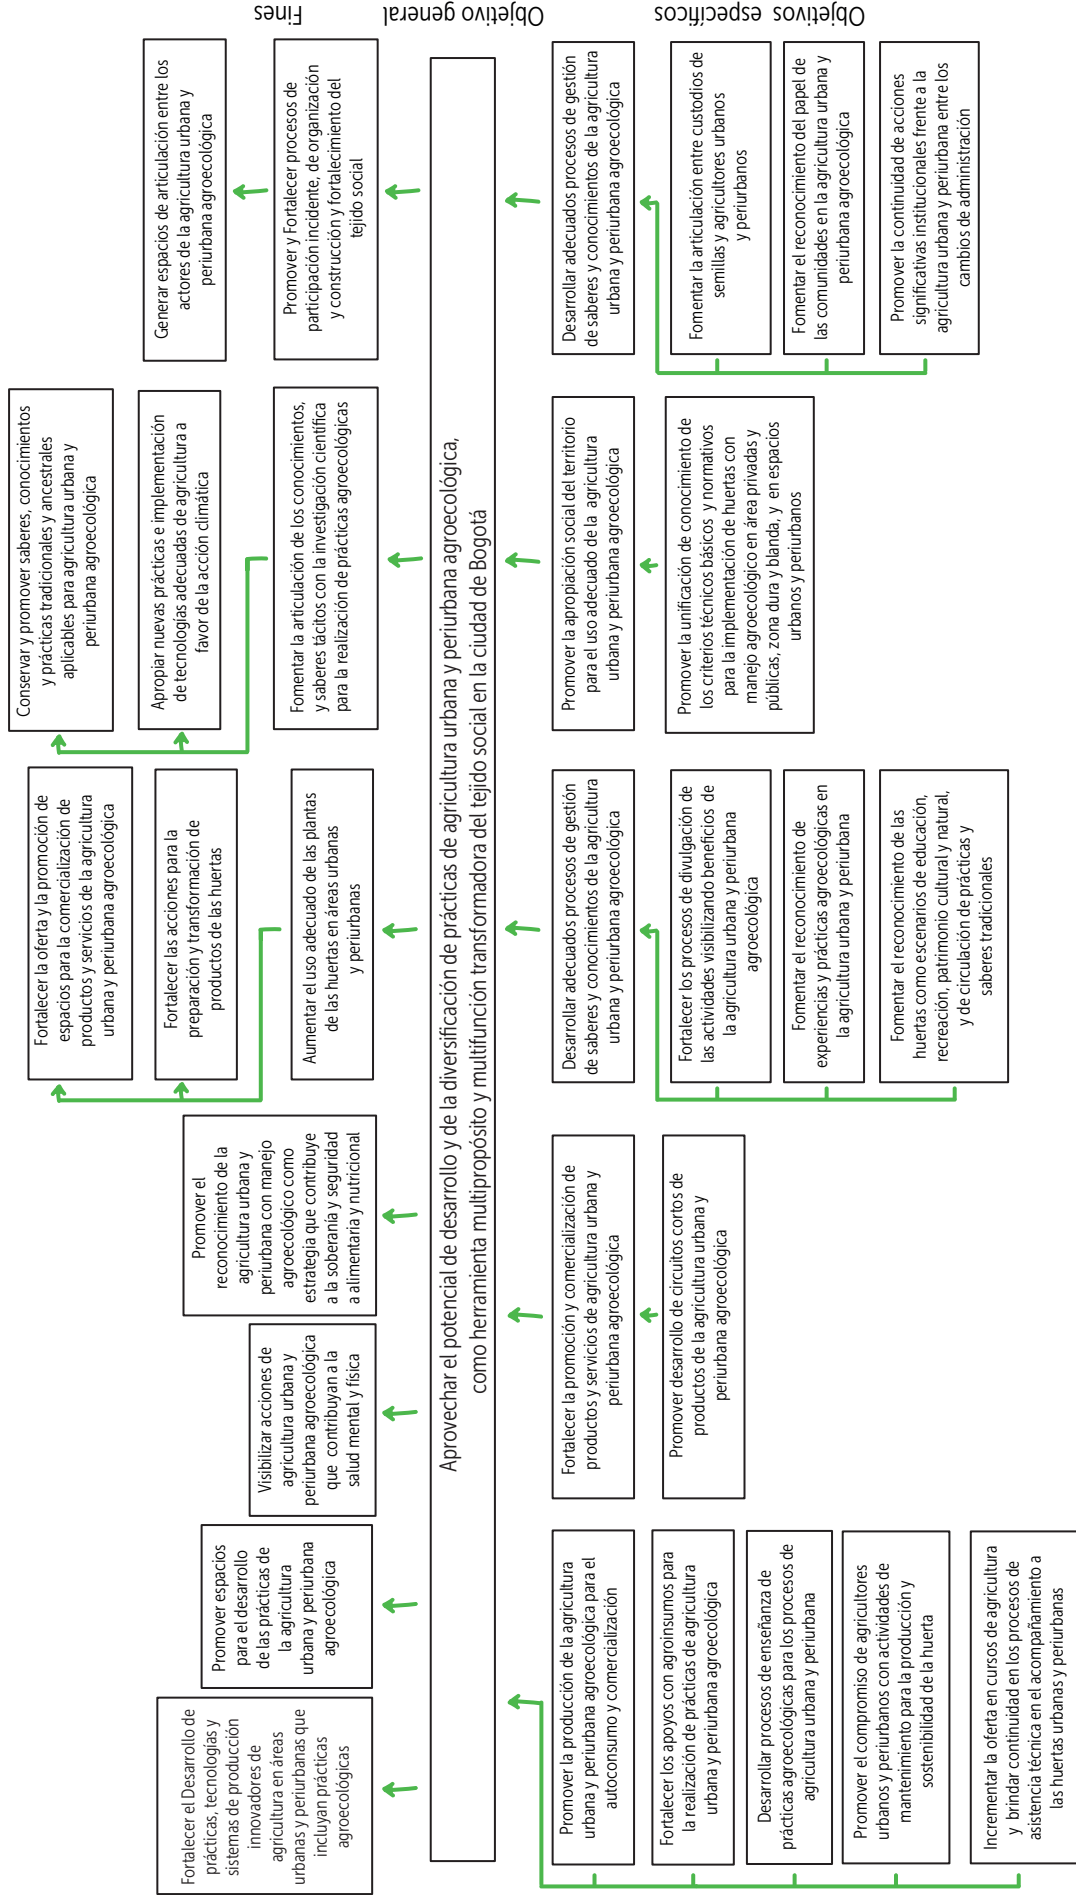 Fines
Objetivo general
Objetivos
específicos
Fortalecer el Desarrollo de
prácticas, tecnologías y
sistemas de producción
innovadores de
agricultura en áreas
urbanas y periurbanas que
incluyan prácticas
agroecológicas
Promover espacios
para el desarrollo
de las prácticas de
la agricultura
urbana y periurbana
agroecológica
Visibilizar acciones de
agricultura urbana y
periurbana agroecológica
que contribuyan a la
salud mental y física
Promover el
reconocimiento de la
agricultura urbana y
periurbana con manejo
agroecológico como
estrategia que contribuye
a la soberanía y seguridad
a alimentaria y nutricional
Fortalecer la oferta y la promoción de
espacios para la comercialización de
productos y servicios de la agricultura
urbana y periurbana agroecológica
Fortalecer las acciones para la
preparación y transformación de
productos de las huertas
Aumentar el uso adecuado de las plantas
de las huertas en áreas urbanas
y periurbanas
Conservar y promover saberes, conocimientos
y prácticas tradicionales y ancestrales
aplicables para agricultura urbana y
periurbana agroecológica
Apropiar nuevas prácticas e implementación
de tecnologías adecuadas de agricultura a
favor de la acción climática
Fomentar la articulación de los conocimientos,
y saberes tácitos con la investigación científica
para la realización de prácticas agroecológicas
Generar espacios de articulación entre los
actores de la agricultura urbana y
periurbana agroecológica
Promover y Fortalecer procesos de
participación incidente, de organización
y construcción y fortalecimiento del
tejido social
Aprovechar el potencial de desarrollo y de la diversificación de prácticas de agricultura urbana y periurbana agroecológica,
como herramienta multipropósito y multifunción transformadora del tejido social en la ciudad de Bogotá
Promover la producción de la agricultura
urbana y periurbana agroecológica para el
autoconsumo y comercialización
Fortalecer los apoyos con agroinsumos para
la realización de prácticas de agricultura
urbana y periurbana agroecológica
Desarrollar procesos de enseñanza de
prácticas agroecológicas para los procesos de
agricultura urbana y periurbana
Promover el compromiso de agricultores
urbanos y periurbanos con actividades de
mantenimiento para la producción y
sostenibilidad de la huerta
Incrementar la oferta en cursos de agricultura
y brindar continuidad en los procesos de
asistencia técnica en el acompañamiento a
las huertas urbanas y periurbanas
Fortalecer la promoción y comercialización de
productos y servicios de agricultura urbana y
periurbana agroecológica
Promover desarrollo de circuitos cortos de
productos de la agricultura urbana y
periurbana agroecológica
Desarrollar adecuados procesos de gestión
de saberes y conocimientos de la agricultura
urbana y periurbana agroecológica
Fortalecer los procesos de divulgación de
las actividades visibilizando beneficios de
la agricultura urbana y periurbana
agroecológica
Fomentar el reconocimiento de
experiencias y prácticas agroecológicas en
la agricultura urbana y periurbana
Fomentar el reconocimiento de las
huertas como escenarios de educación,
recreación, patrimonio cultural y natural,
y de circulación de prácticas y
saberes tradicionales
Promover la apropiación social del territorio
para el uso adecuado de la agricultura
urbana y periurbana agroecológica
Promover la unificación de conocimiento de
los criterios técnicos básicos y normativos
para la implementación de huertas con
manejo agroecológico en área privadas y
públicas, zona dura y blanda, y en espacios
urbanos y periurbanos
Desarrollar adecuados procesos de gestión
de saberes y conocimientos de la agricultura
urbana y periurbana agroecológica
Fomentar la articulación entre custodios de
semillas y agricultores urbanos
y periurbanos
Fomentar el reconocimiento del papel de
las comunidades en la agricultura urbana y
periurbana agroecológica
Promover la continuidad de acciones
significativas institucionales frente a la
agricultura urbana y periurbana entre los
cambios de administración